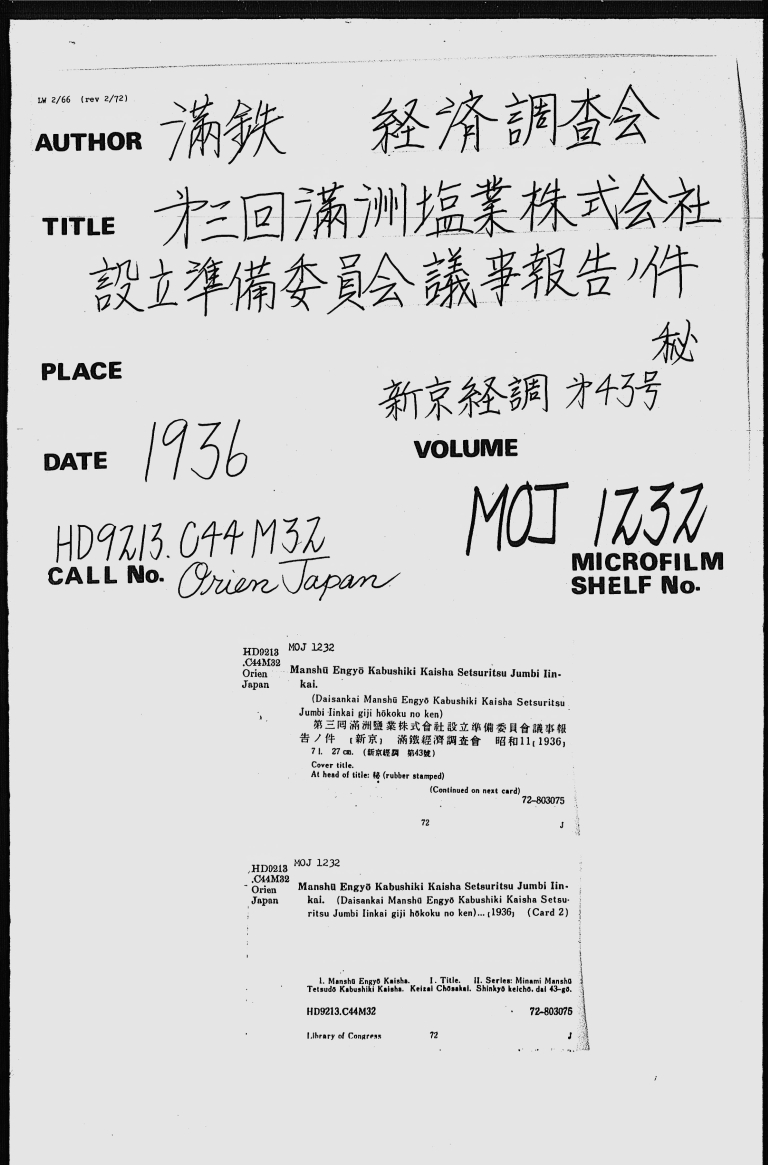 LW 2/66 (rev 2/72)
AUTHOR 滿鉄 経済調査会
TITLE 㐧三回滿洲塩業株式会社
設立準備委員会議事報告ノ件
秘
PLACE
新京経調 㐧43号
DATE 1936
VOLUME
MOJ 1232
MICROFILM
SHELF No.
HD9213.C44M32
CALL No. Orien Japan
HD9213
.C44M32
Orien
Japan
MOJ 1232
Manshū Engyō Kabushiki Kaisha Setsuritsu Jumbi Iin-
kai.
(Daisankai Manshū Engyō Kabushiki Kaisha Setsuritsu
Jumbi Iinkai giji hōkoku no ken)
第三回滿洲鹽業株式會社設立準備委員會議事報
告ノ件 [新京] 滿鐵經濟調査會 昭和11 [1936]
7 l. 27 cm. (新京經調 第43號)
Cover title.
At head of title: 秘 (rubber stamped)
(Continued on next card)
72-803075
72 J
HD9213
.C44M32
Orien
Japan
MOJ 1232
Manshū Engyō Kabushiki Kaisha Setsuritsu Jumbi Iin-
kai. (Daisankai Manshū Engyō Kabushiki Kaisha Setsu-
ritsu Jumbi Iinkai giji hōkoku no ken)... [1936] (Card 2)
1. Manshū Engyō Kaisha. I. Title. II. Series: Minami Manshū
Tetsudō Kabushiki Kaisha. Keizai Chōsakai. Shinkyō keichō, dai 43-gō.
HD9213.C44M32 72-803075
Library of Congress 72 J